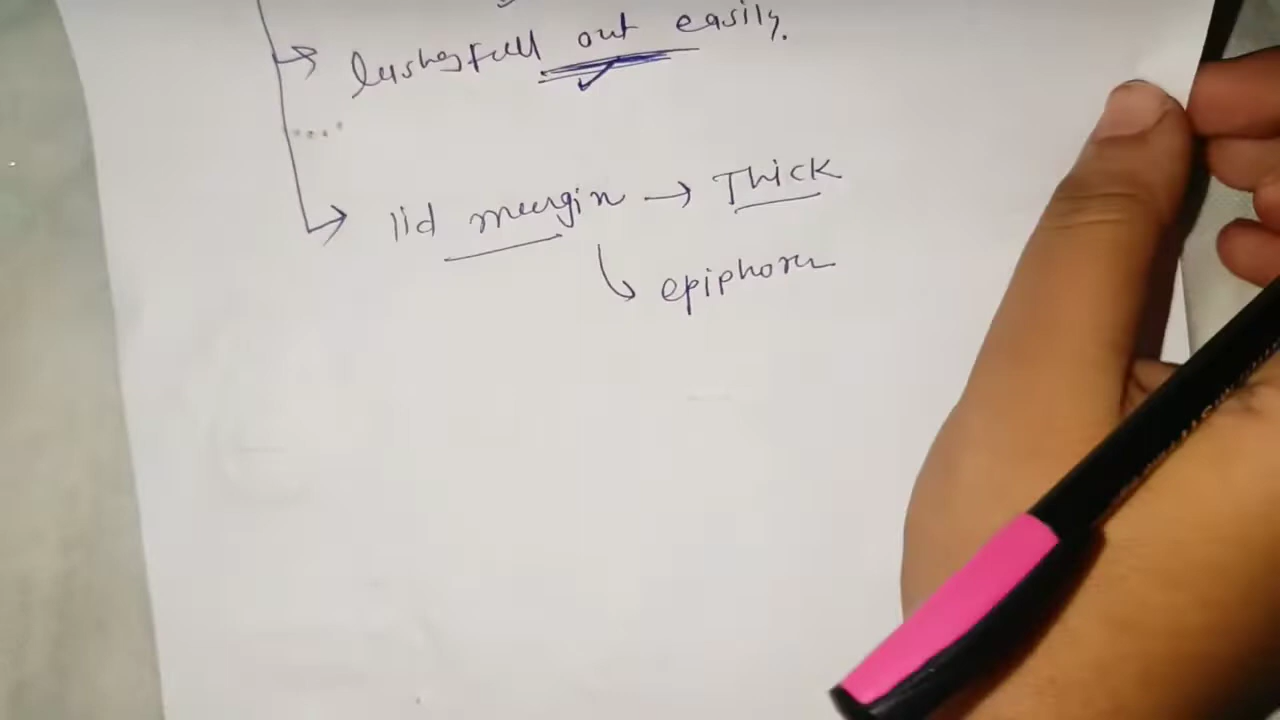 → lashes fall out easily.
→ lid margin → Thick
epiphora